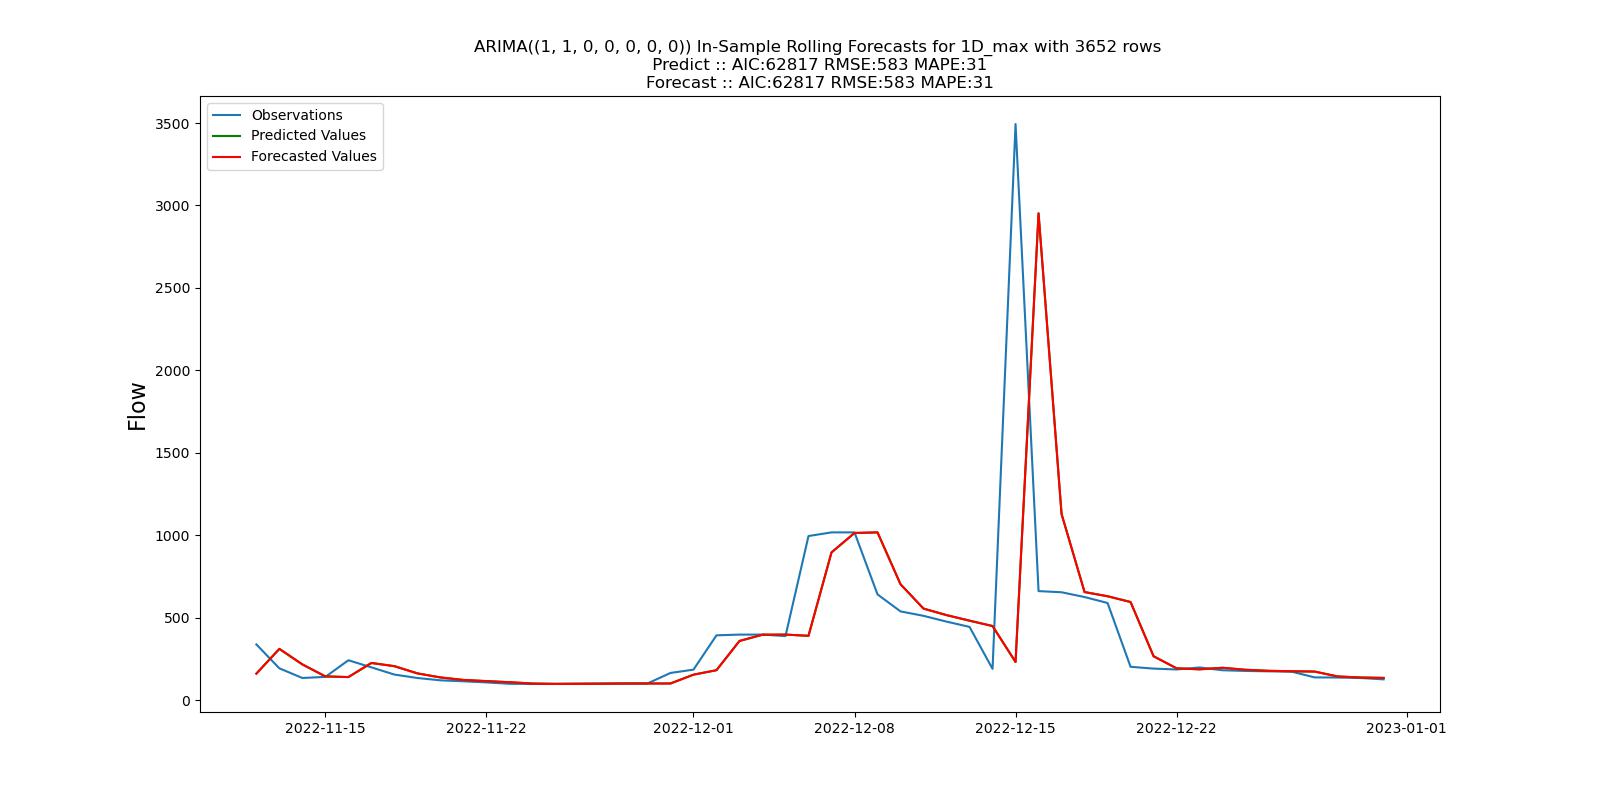 ARIMA((1, 1, 0, 0, 0, 0, 0)) In-Sample Rolling Forecasts for 1D_max with 3652 rows
Predict :: AIC:62817 RMSE:583 MAPE:31
Forecast :: AIC:62817 RMSE:583 MAPE:31
Observations
Predicted Values
Forecasted Values
3500
3000
2500
2000
1500
1000
500
0
Flow
2022-11-15
2022-11-22
2022-12-01
2022-12-08
2022-12-15
2022-12-22
2023-01-01